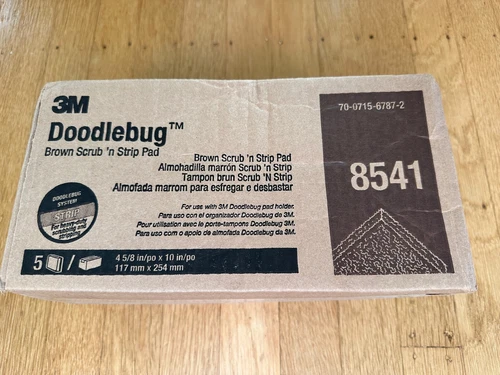 3M
Doodlebug™
Brown Scrub 'n Strip Pad
Brown Scrub 'n Strip Pad
Almohadilla marrón Scrub 'n Strip
Tampon brun Scrub 'N Strip
Almofada marrom para esfregar e desbastar
For use with 3M Doodlebug pad holder.
Para uso con el organizador Doodlebug de 3M.
Pour utilisation avec le porte-tampons Doodlebug 3M.
Para uso com o apoio de almofada Doodlebug da 3M.
DOODLEBUG
SYSTEM
STRIP
5 /
4 5/8 in/po x 10 in/po
117 mm x 254 mm
70-0715-6787-2
8541